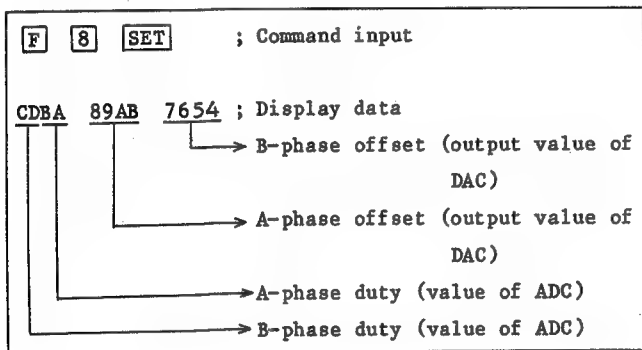 F 8 SET ; Command input
CDBA 89AB 7654 ; Display data
B-phase offset (output value of
DAC)
A-phase offset (output value of
DAC)
A-phase duty (value of ADC)
B-phase duty (value of ADC)